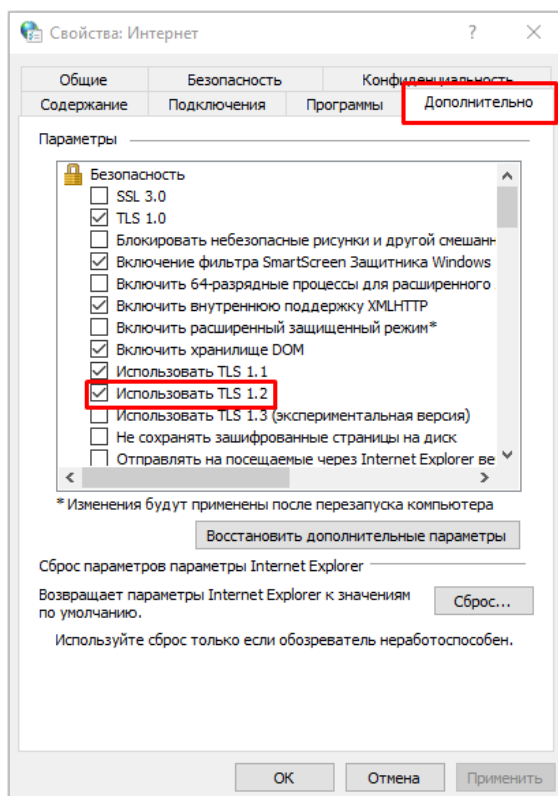 Свойства: Интернет
Общие
Безопасность
Конфиденциальность
Содержание
Подключения
Программы
Дополнительно
Параметры
Безопасность
SSL 3.0
TLS 1.0
Блокировать небезопасные рисунки и другой смешанн
Включение фильтра SmartScreen Защитника Windows
Включить 64-разрядные процессы для расширенного
Включить внутреннюю поддержку XMLHTTP
Включить расширенный защищенный режим*
Включить хранилище DOM
Использовать TLS 1.1
Использовать TLS 1.2
Использовать TLS 1.3 (экспериментальная версия)
Не сохранять зашифрованные страницы на диск
Отправлять на посещаемые через Internet Explorer ве
* Изменения будут применены после перезапуска компьютера
Восстановить дополнительные параметры
Сброс параметров параметры Internet Explorer
Возвращает параметры Internet Explorer к значениям
по умолчанию.
Сброс...
Используйте сброс только если обозреватель неработоспособен.
ОК
Отмена
Применить